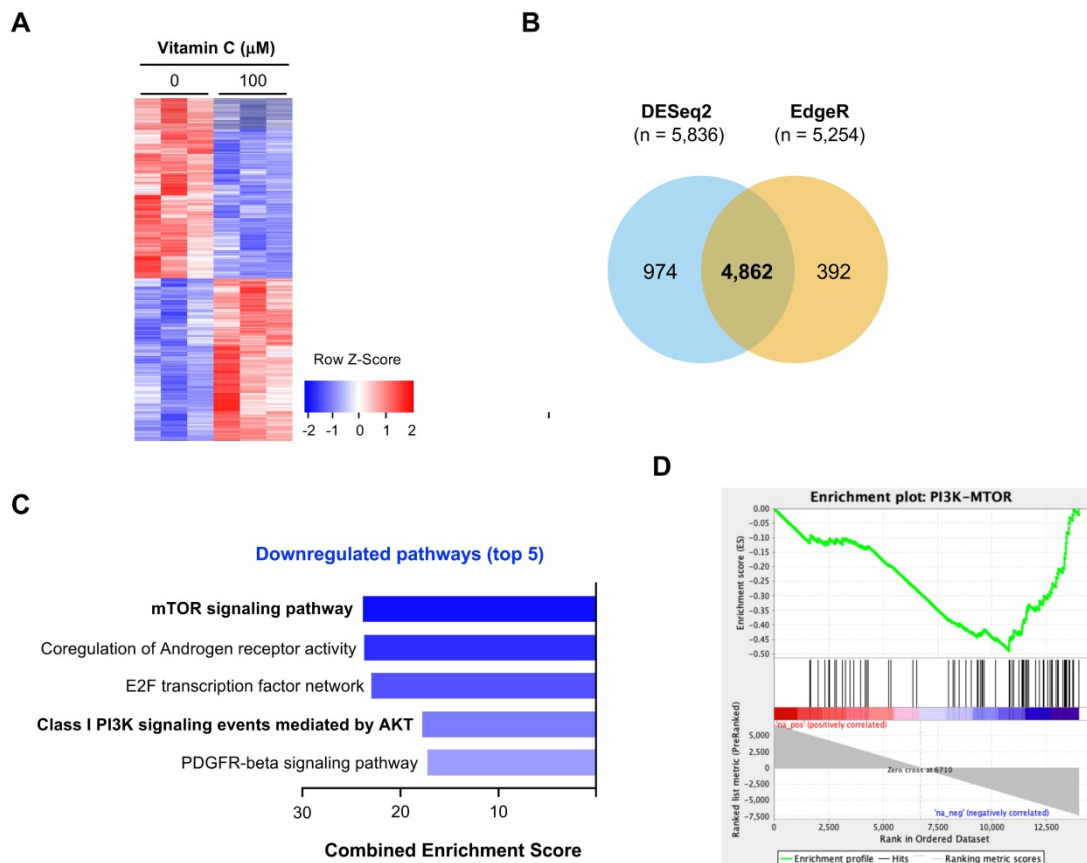 A
Vitamin C (μM)
0 100
Row Z-Score
-2 -1 0 1 2
B
DESeq2 EdgeR
(n = 5,836) (n = 5,254)
974 4,862 392
C
Downregulated pathways (top 5)
mTOR signaling pathway
Coregulation of Androgen receptor activity
E2F transcription factor network
Class I PI3K signaling events mediated by AKT
PDGFR-beta signaling pathway
30 20 10
Combined Enrichment Score
D
Enrichment plot: PI3K-MTOR
Enrichment score (ES)
0.00
-0.05
-0.10
-0.15
-0.20
-0.25
-0.30
-0.35
-0.40
-0.45
-0.50
'na_pos' (positively correlated)
Ranked list metric (PreRanked)
5,000
2,500
0
-2,500
-5,000
-7,500
Zero cross at 6710
'na_neg' (negatively correlated)
0 2,500 5,000 7,500 10,000 12,500
Rank in Ordered Dataset
Enrichment profile Hits Ranking metric scores